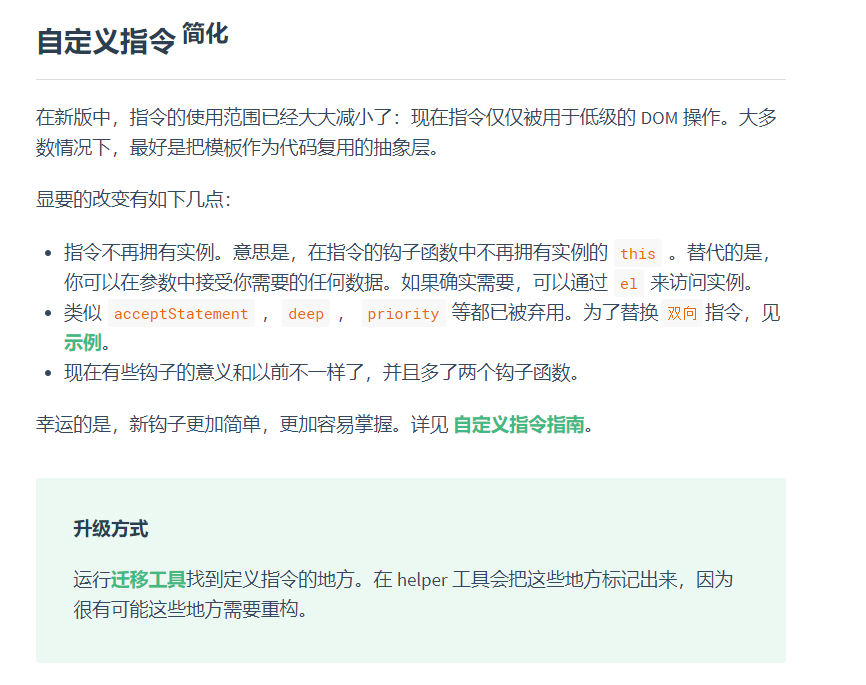 自定义指令 简化
在新版中，指令的使用范围已经大大减小了：现在指令仅仅被用于低级的 DOM 操作。大多
数情况下，最好是把模板作为代码复用的抽象层。
显要的改变有如下几点：
• 指令不再拥有实例。意思是，在指令的钩子函数中不再拥有实例的 this 。替代的是，
你可以在参数中接受你需要的任何数据。如果确实需要，可以通过 el 来访问实例。
• 类似 acceptStatement ， deep ， priority 等都已被弃用。为了替换 双向 指令，见
示例。
• 现在有些钩子的意义和以前不一样了，并且多了两个钩子函数。
幸运的是，新钩子更加简单，更加容易掌握。详见 自定义指令指南。
升级方式
运行迁移工具找到定义指令的地方。在 helper 工具会把这些地方标记出来，因为
很有可能这些地方需要重构。